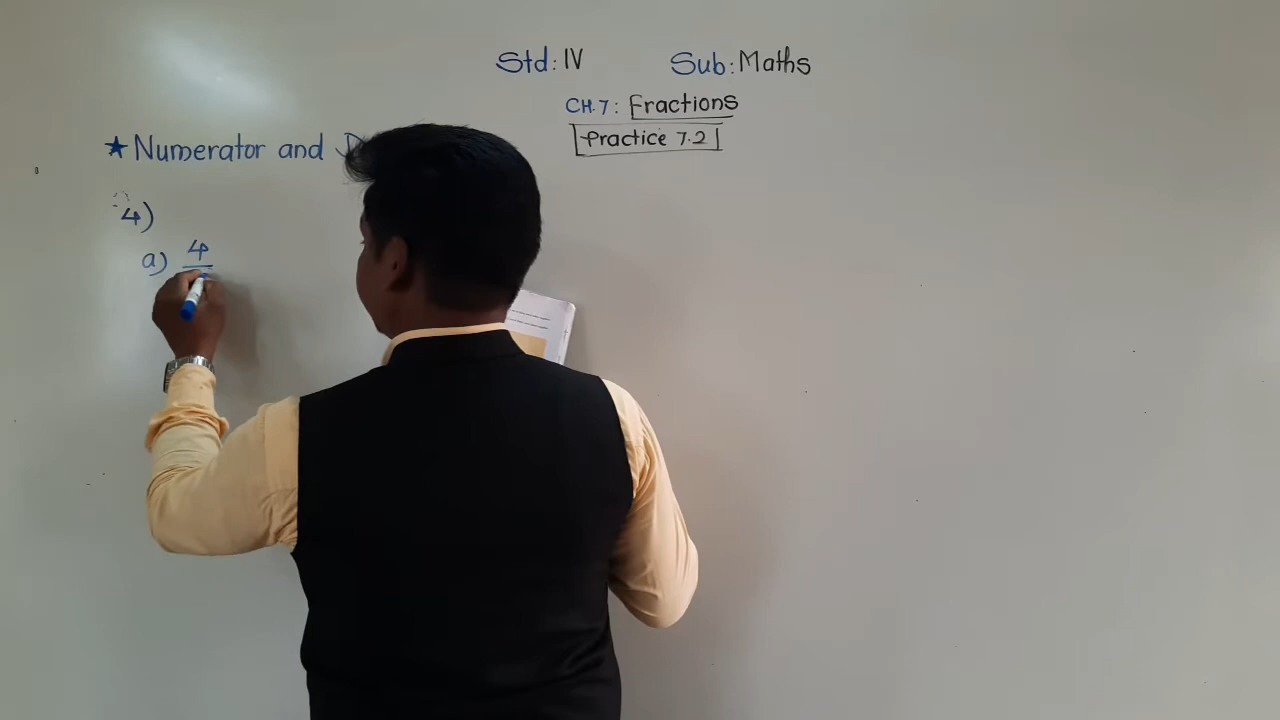 Std: IV Sub: Maths
CH.7: Fractions
Practice 7.2
★ Numerator and
4)
a) 4